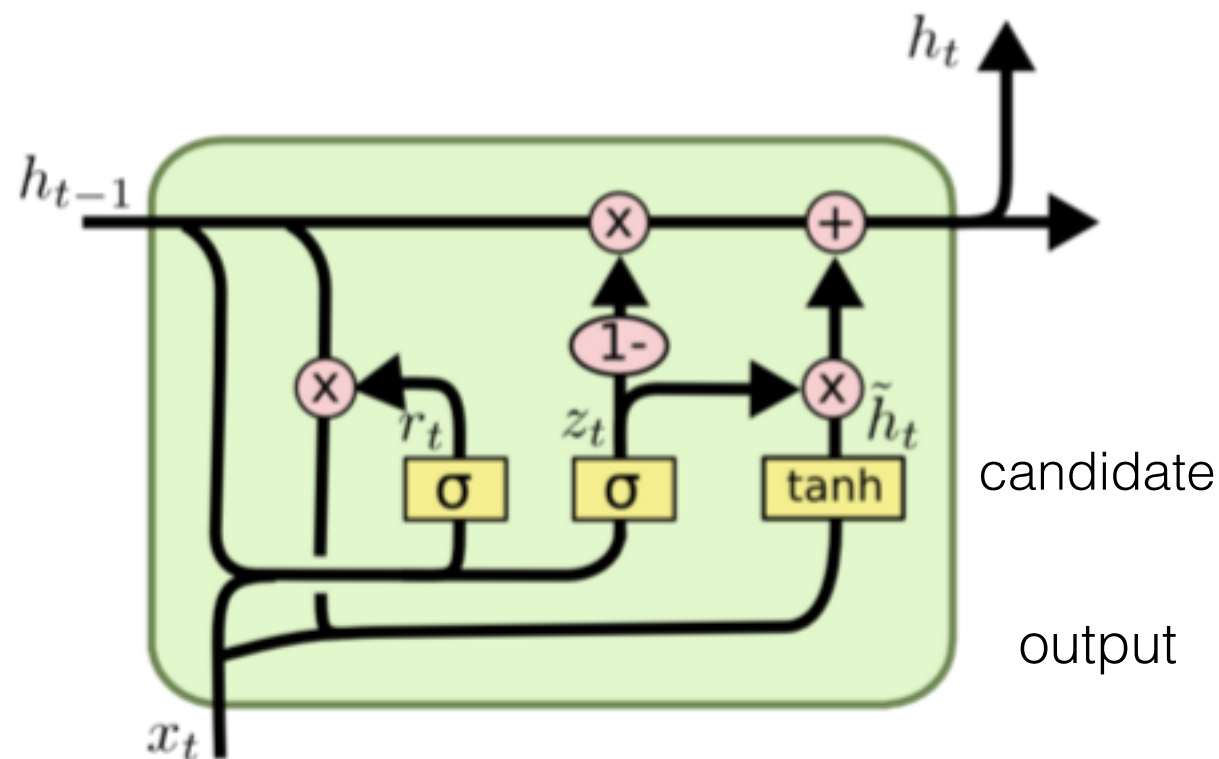 h_t
h_{t-1}
x +
1-
x x
r_t z_t h̃_t
σ σ tanh
candidate
output
x_t